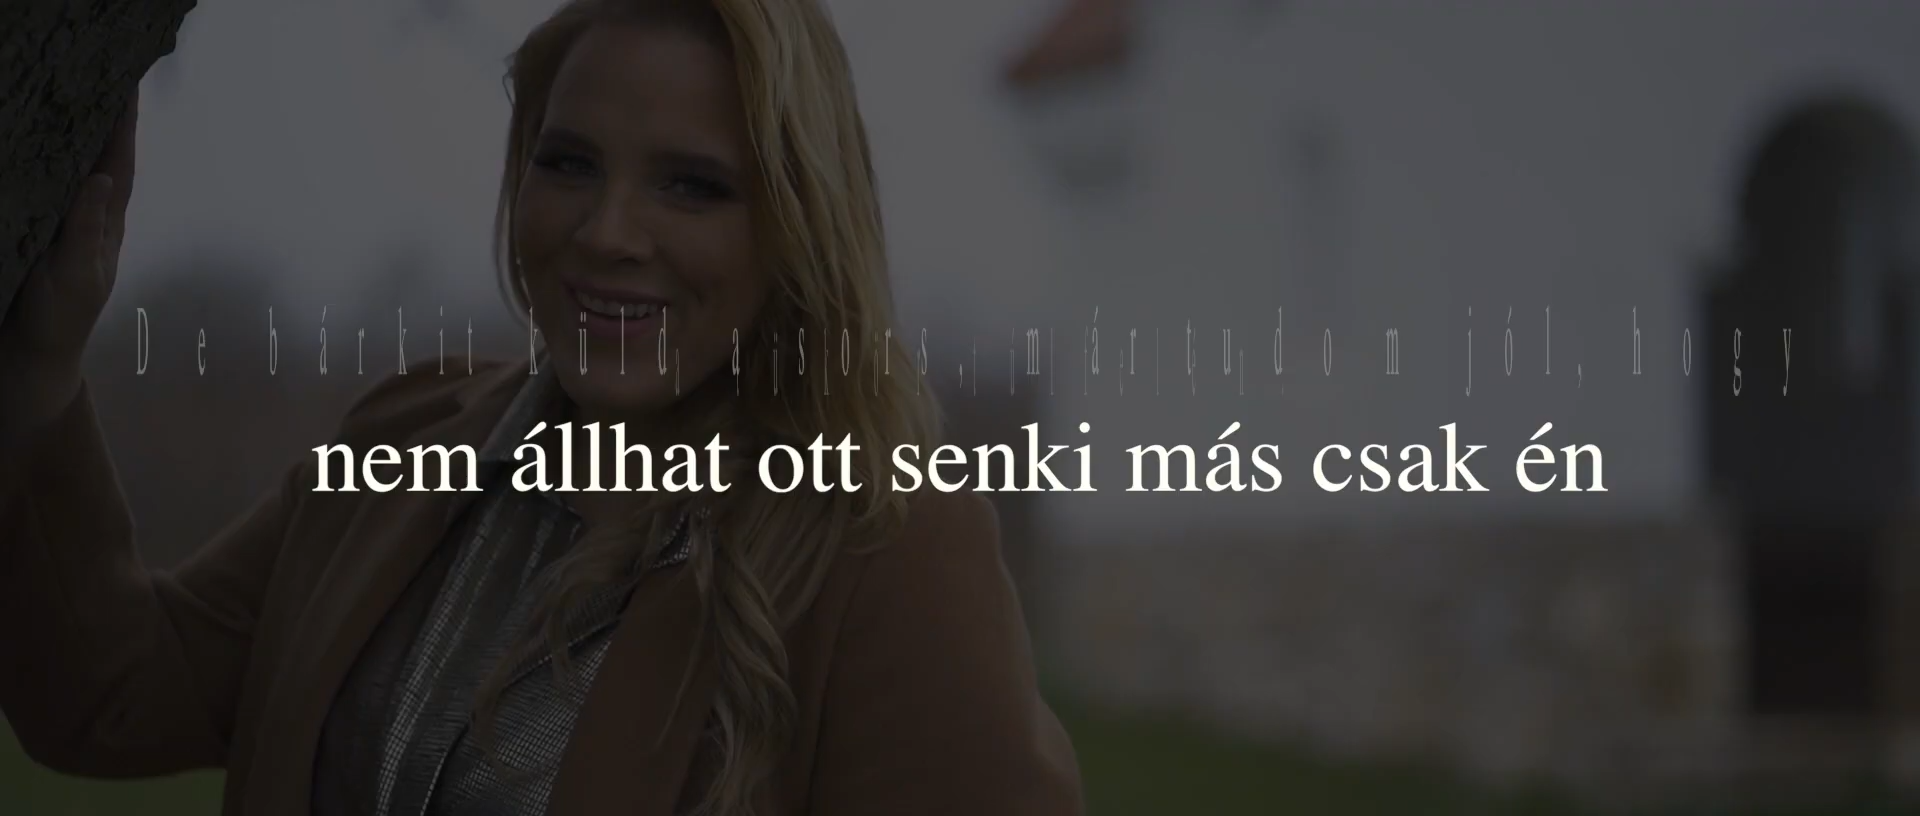 De bárkit küld a sors, már tudom jól, hogy
nem állhat ott senki más csak én